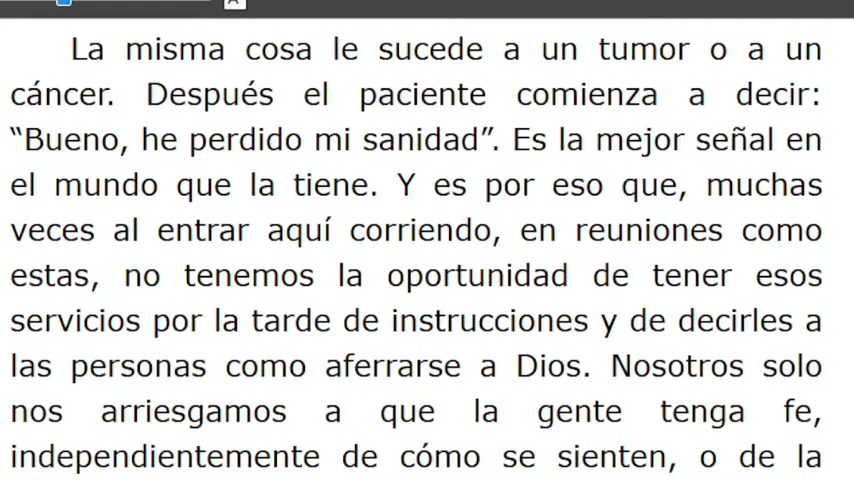 La misma cosa le sucede a un tumor o a un
cáncer. Después el paciente comienza a decir:
“Bueno, he perdido mi sanidad”. Es la mejor señal en
el mundo que la tiene. Y es por eso que, muchas
veces al entrar aquí corriendo, en reuniones como
estas, no tenemos la oportunidad de tener esos
servicios por la tarde de instrucciones y de decirles a
las personas como aferrarse a Dios. Nosotros solo
nos arriesgamos a que la gente tenga fe,
independientemente de cómo se sienten, o de la